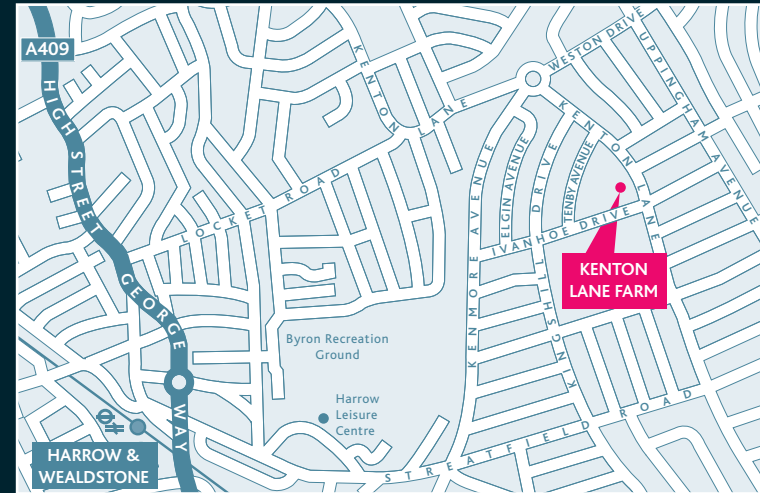 A409
HIGH STREET
GEORGE
WAY
LOCKET ROAD
KENTON LANE
WESTON DRIVE
UPPINGHAM AVENUE
KENTON LANE
KENMORE AVENUE
ELGIN AVENUE
DRIVE
TENBY AVENUE
IVANHOE DRIVE
KINGSHILL
KENTON
LANE FARM
Byron Recreation
Ground
Harrow
Leisure
Centre
STREATFIELD ROAD
HARROW &
WEALDSTONE